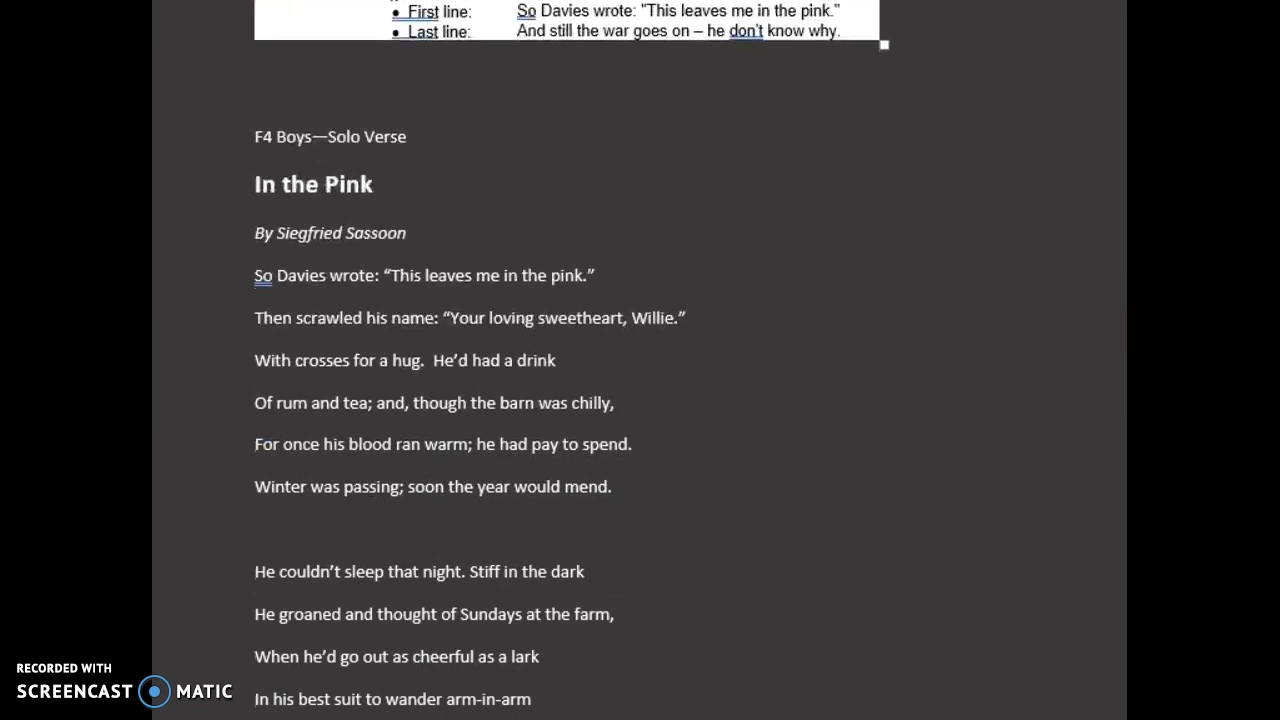 • First line: So Davies wrote: "This leaves me in the pink."
• Last line: And still the war goes on – he don't know why.
F4 Boys—Solo Verse
In the Pink
By Siegfried Sassoon
So Davies wrote: “This leaves me in the pink.”
Then scrawled his name: “Your loving sweetheart, Willie.”
With crosses for a hug.  He’d had a drink
Of rum and tea; and, though the barn was chilly,
For once his blood ran warm; he had pay to spend.
Winter was passing; soon the year would mend.
He couldn’t sleep that night. Stiff in the dark
He groaned and thought of Sundays at the farm,
When he’d go out as cheerful as a lark
In his best suit to wander arm-in-arm
RECORDED WITH
SCREENCAST MATIC